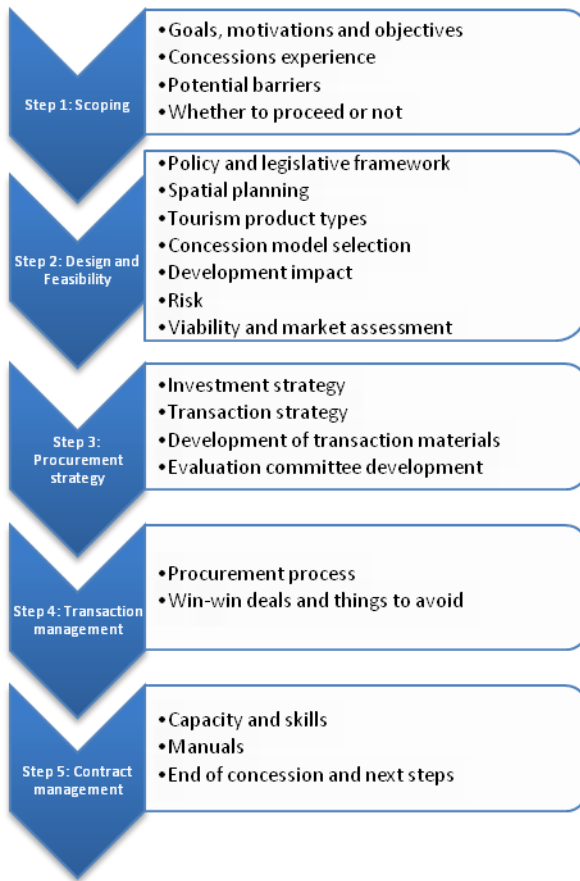 Step 1: Scoping
•Goals, motivations and objectives
•Concessions experience
•Potential barriers
•Whether to proceed or not
Step 2: Design and
Feasibility
•Policy and legislative framework
•Spatial planning
•Tourism product types
•Concession model selection
•Development impact
•Risk
•Viability and market assessment
Step 3:
Procurement
strategy
•Investment strategy
•Transaction strategy
•Development of transaction materials
•Evaluation committee development
Step 4: Transaction
management
•Procurement process
•Win-win deals and things to avoid
Step 5: Contract
management
•Capacity and skills
•Manuals
•End of concession and next steps